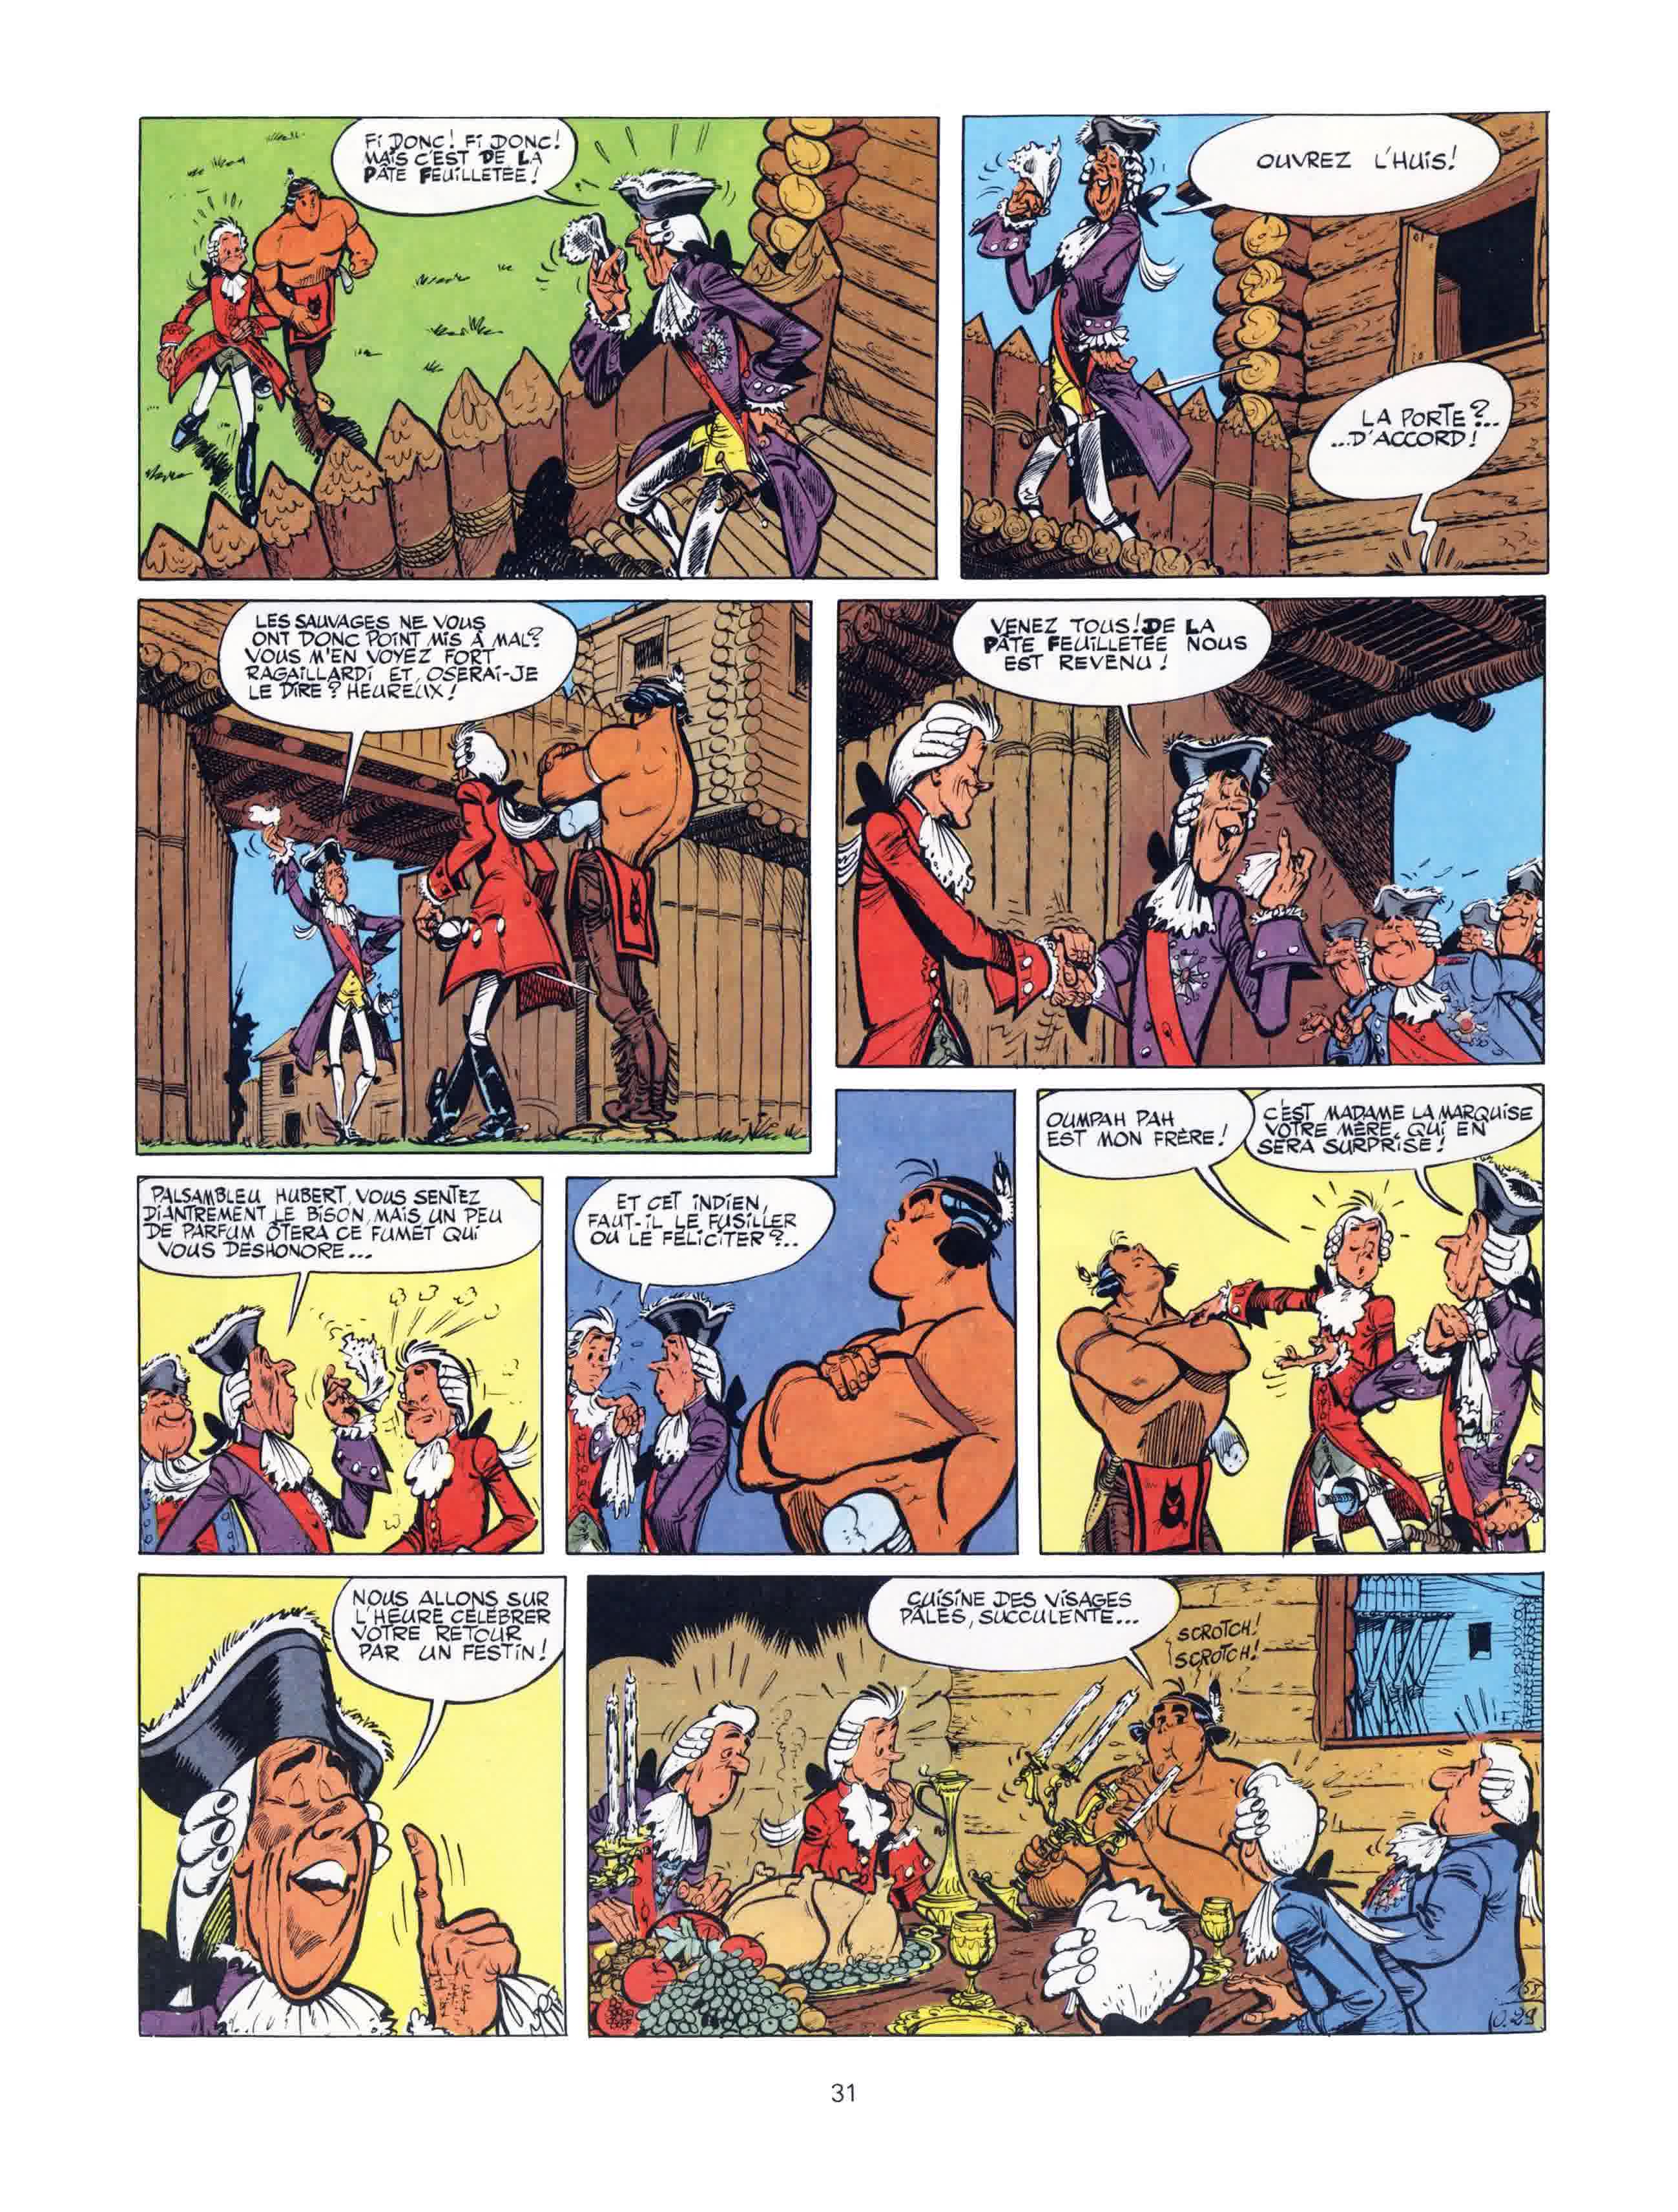 FI DONC! FI DONC!
MAIS C'EST DE LA
PÂTE FEUILLETÉE!
OUVREZ L'HUIS!
LA PORTE?...
...D'ACCORD!
LES SAUVAGES NE VOUS
ONT DONC POINT MIS À MAL?
VOUS M'EN VOYEZ FORT
RAGAILLARDI ET, OSERAI-JE
LE DIRE? HEUREUX!
VENEZ TOUS! DE LA
PÂTE FEUILLETÉE NOUS
EST REVENU!
PALSAMBLEU HUBERT, VOUS SENTEZ
DIANTREMENT LE BISON, MAIS UN PEU
DE PARFUM ÔTERA CE FUMET QUI
VOUS DÉSHONORE...
ET CET INDIEN,
FAUT-IL LE FUSILLER
OU LE FÉLICITER?...
OUMPAH PAH
EST MON FRÈRE!
C'EST MADAME LA MARQUISE
VOTRE MÈRE, QUI EN
SERA SURPRISE!
NOUS ALLONS SUR
L'HEURE CÉLÉBRER
VOTRE RETOUR
PAR UN FESTIN!
CUISINE DES VISAGES
PÂLES, SUCCULENTE...
SCROTCH!
SCROTCH!
31